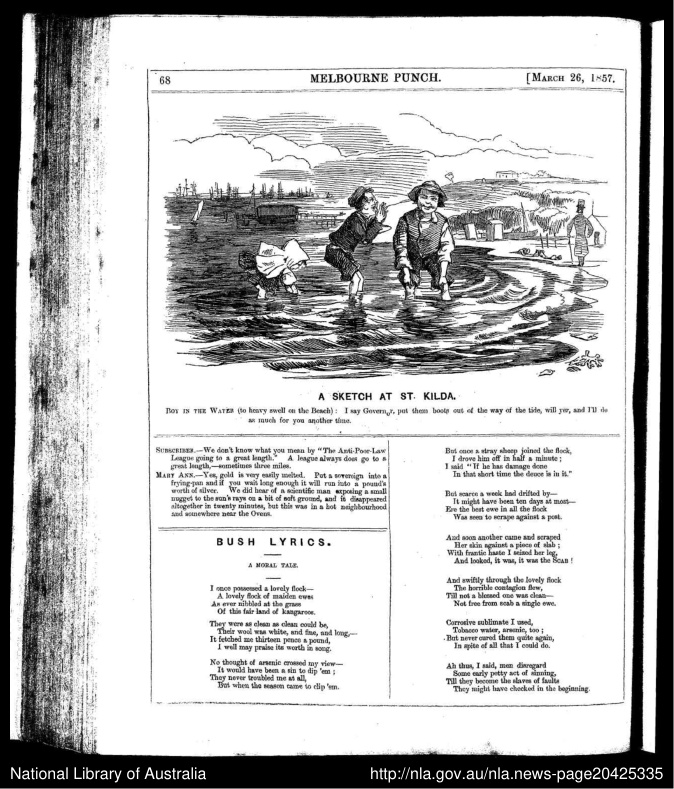 68
MELBOURNE PUNCH.
[MARCH 26, 1857.
A SKETCH AT ST. KILDA.
BOY IN THE WATER (to heavy swell on the Beach) : I say Governor, put them boots out of the way of the tide, will yer, and I'll do
as much for you another time.
SUBSCRIBER.—We don't know what you mean by "The Anti-Poor-Law
League going to a great length." A league always does go to a
great length,—sometimes three miles.
MARY ANN.—Yes, gold is very easily melted. Put a sovereign into a
frying-pan and if you wait long enough it will run into a pound's
worth of silver. We did hear of a scientific man exposing a small
nugget to the sun's rays on a bit of soft ground, and it disappeared
altogether in twenty minutes, but this was in a hot neighbourhood
and somewhere near the Ovens.
BUSH LYRICS.
A MORAL TALE.
I once possessed a lovely flock—
A lovely flock of maiden ewes
As ever nibbled at the grass
Of this fair land of kangaroos.
They were as clean as clean could be,
Their wool was white, and fine, and long,—
It fetched me thirteen pence a pound,
I well may praise its worth in song.
No thought of arsenic crossed my view—
It would have been a sin to dip 'em ;
They never troubled me at all,
But when the season came to clip 'em.
But once a stray sheep joined the flock,
I drove him off in half a minute ;
I said "If he has damage done
In that short time the deuce is in it."
But scarce a week had drifted by—
It might have been ten days at most—
Ere the best ewe in all the flock
Was seen to scrape against a post.
And soon another came and scraped
Her skin against a piece of slab ;
With frantic haste I seized her leg,
And looked, it was, it was the SCAB !
And swiftly through the lovely flock
The horrible contagion flew,
Till not a blessed one was clean—
Not free from scab a single ewe.
Corrosive sublimate I used,
Tobacco water, arsenic, too ;
But never cured them quite again,
In spite of all that I could do.
Ah thus, I said, men disregard
Some early petty act of sinning,
Till they become the slaves of faults
They might have checked in the beginning.
National Library of Australia
http://nla.gov.au/nla.news-page20425335